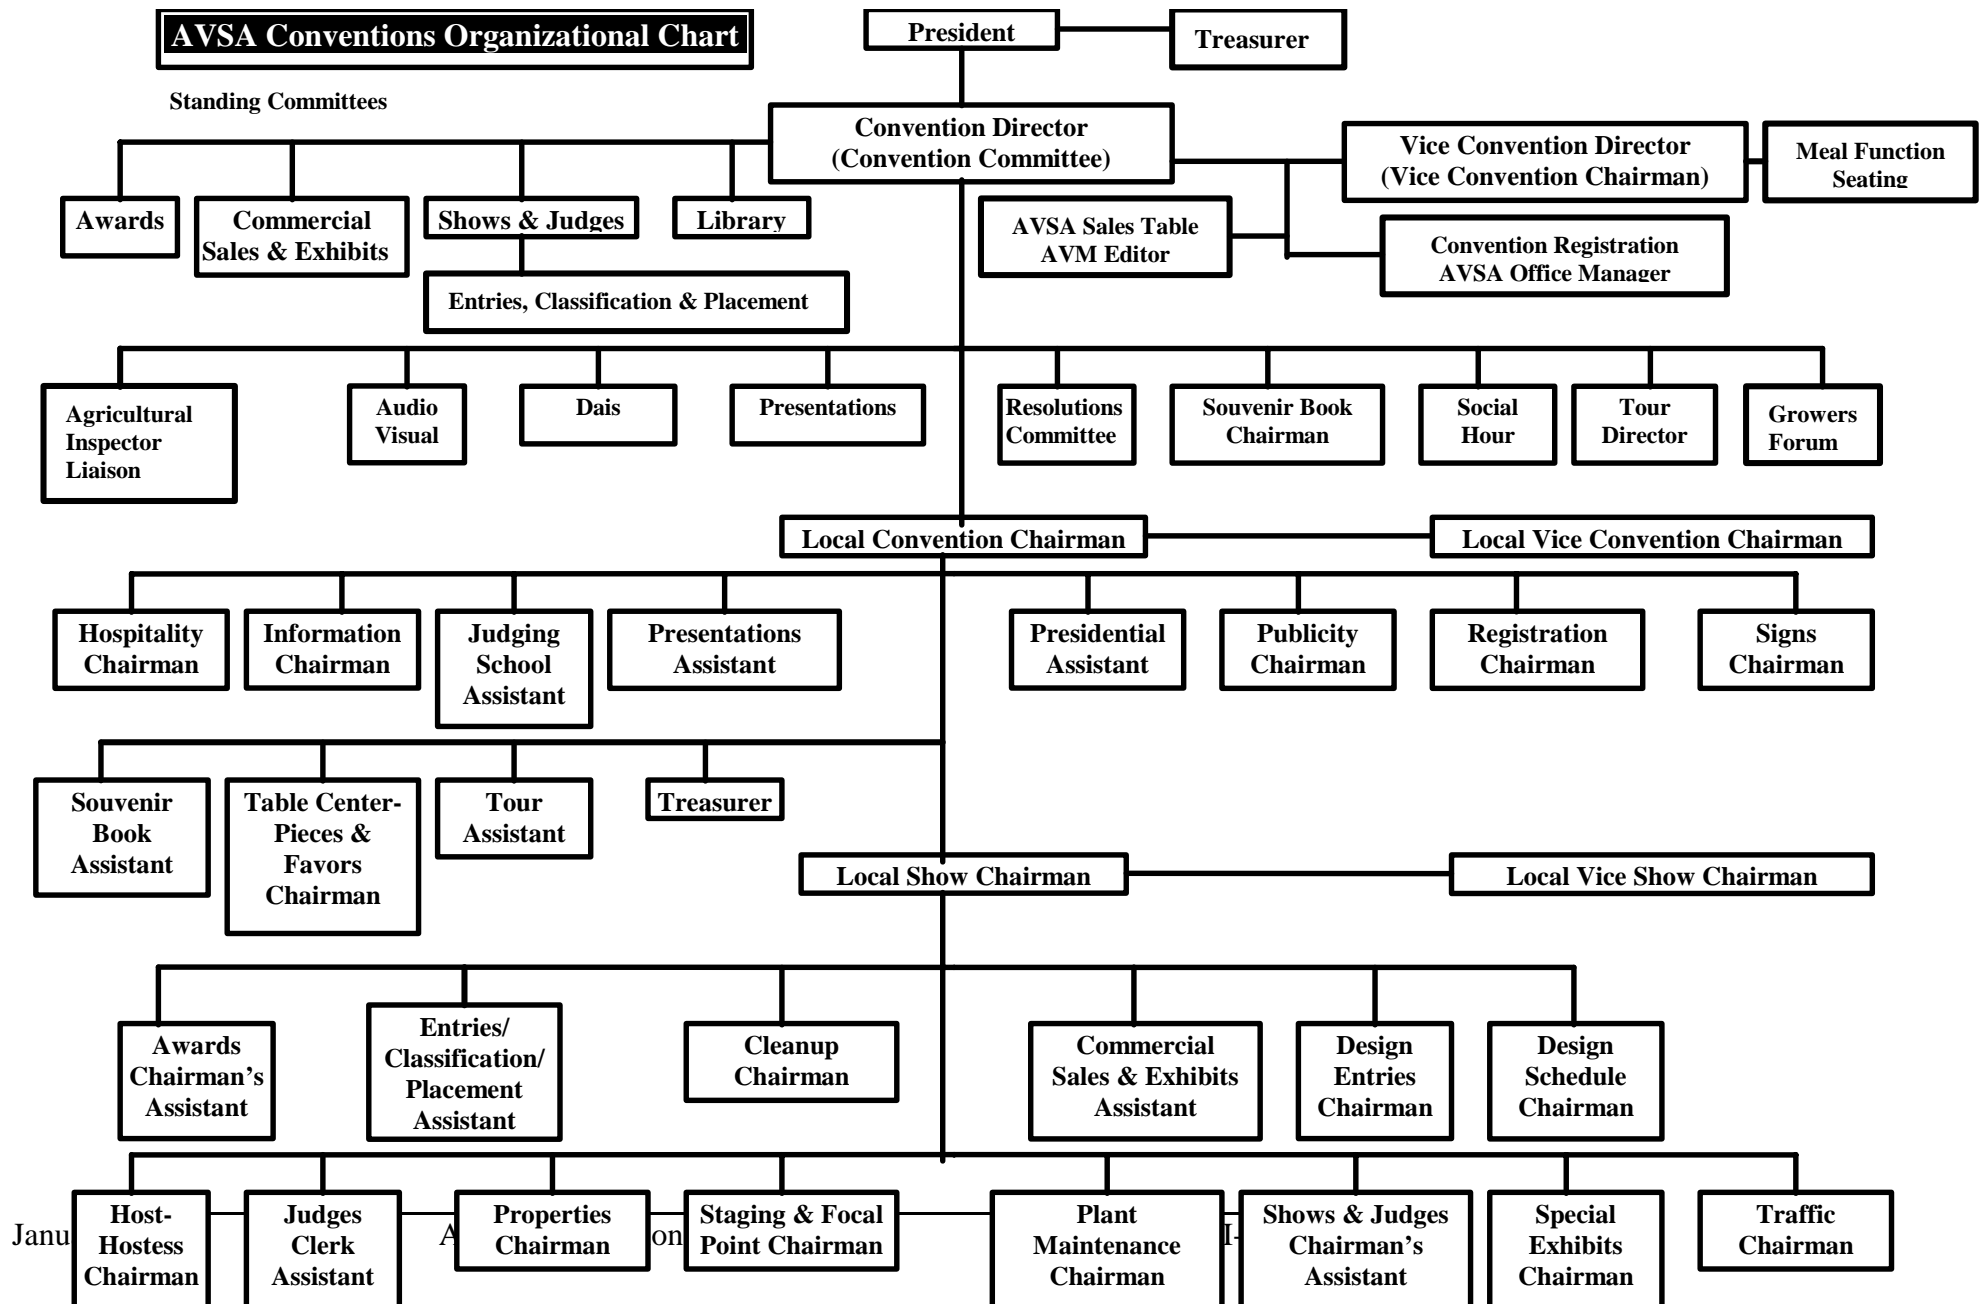 AVSA Conventions Organizational Chart
President
Treasurer
Standing Committees
Convention Director
(Convention Committee)
Vice Convention Director
(Vice Convention Chairman)
Meal Function
Seating
Awards
Commercial
Sales & Exhibits
Shows & Judges
Library
AVSA Sales Table
AVM Editor
Convention Registration
AVSA Office Manager
Entries, Classification & Placement
Agricultural
Inspector
Liaison
Audio
Visual
Dais
Presentations
Resolutions
Committee
Souvenir Book
Chairman
Social
Hour
Tour
Director
Growers
Forum
Local Convention Chairman
Local Vice Convention Chairman
Hospitality
Chairman
Information
Chairman
Judging
School
Assistant
Presentations
Assistant
Presidential
Assistant
Publicity
Chairman
Registration
Chairman
Signs
Chairman
Souvenir
Book
Assistant
Table Center-
Pieces &
Favors
Chairman
Tour
Assistant
Treasurer
Local Show Chairman
Local Vice Show Chairman
Awards
Chairman’s
Assistant
Entries/
Classification/
Placement
Assistant
Cleanup
Chairman
Commercial
Sales & Exhibits
Assistant
Design
Entries
Chairman
Design
Schedule
Chairman
Host-
Hostess
Chairman
Judges
Clerk
Assistant
Properties
Chairman
Staging & Focal
Point Chairman
Plant
Maintenance
Chairman
Shows & Judges
Chairman’s
Assistant
Special
Exhibits
Chairman
Traffic
Chairman